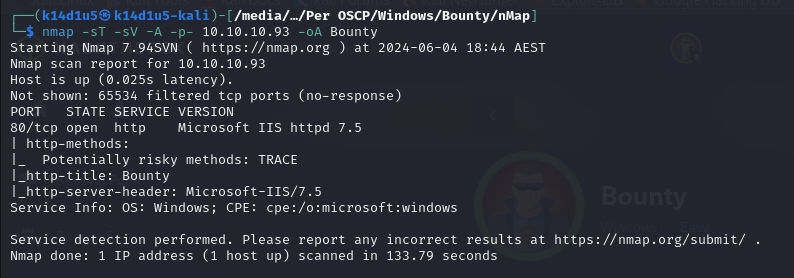 ┌──(k14d1u5㉿k14d1u5-kali)-[/media/…/Per OSCP/Windows/Bounty/nMap]
└─$ nmap -sT -sV -A -p- 10.10.10.93 -oA Bounty
Starting Nmap 7.94SVN ( https://nmap.org ) at 2024-06-04 18:44 AEST
Nmap scan report for 10.10.10.93
Host is up (0.025s latency).
Not shown: 65534 filtered tcp ports (no-response)
PORT   STATE SERVICE VERSION
80/tcp open  http    Microsoft IIS httpd 7.5
| http-methods:
|_  Potentially risky methods: TRACE
|_http-title: Bounty
|_http-server-header: Microsoft-IIS/7.5
Bounty
Service Info: OS: Windows; CPE: cpe:/o:microsoft:windows

Service detection performed. Please report any incorrect results at https://nmap.org/submit/ .
Nmap done: 1 IP address (1 host up) scanned in 133.79 seconds